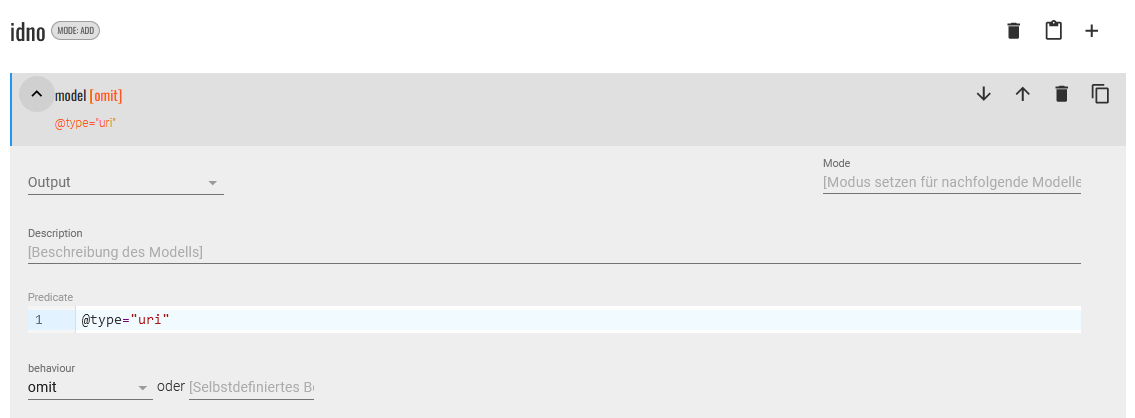 idno MODE: ADD
model [omit]
@type="uri"
Output
Mode
[Modus setzen für nachfolgende Modelle
Description
[Beschreibung des Modells]
Predicate
1 @type="uri"
behaviour
omit oder [Selbstdefiniertes Be